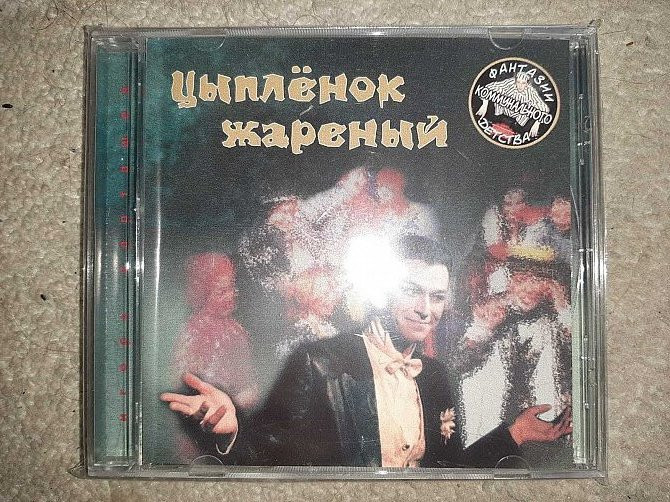 Цыплёнок
жареный
ФАНТАЗИИ
КОММУНАЛЬНОГО
ДЕТСТВА...